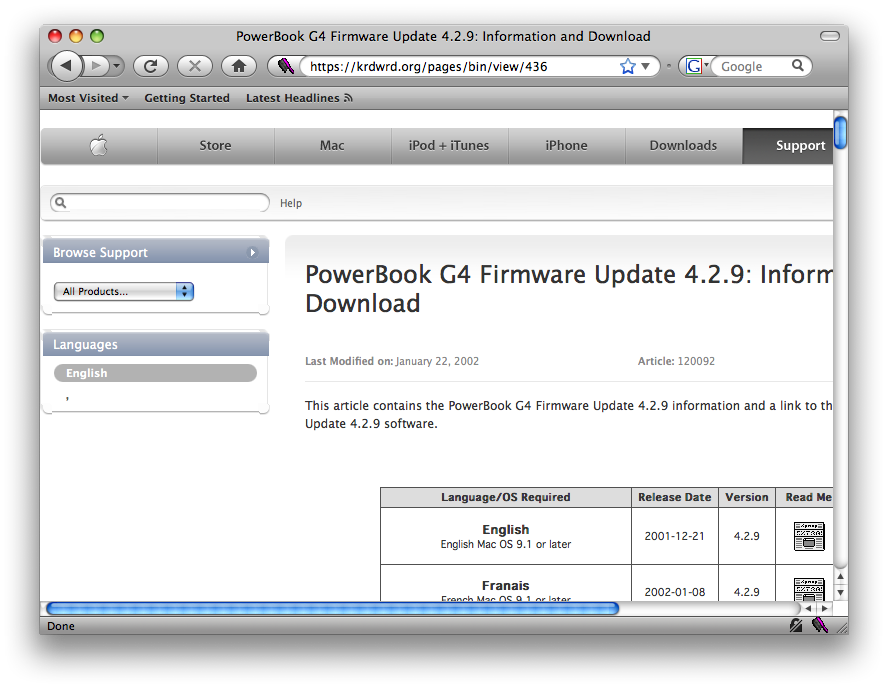 PowerBook G4 Firmware Update 4.2.9: Information and Download
https://krdwrd.org/pages/bin/view/436
G
Google
Most Visited
Getting Started
Latest Headlines
Store
Mac
iPod + iTunes
iPhone
Downloads
Support
Help
Browse Support
All Products...
Languages
English
,
PowerBook G4 Firmware Update 4.2.9: Inform
Download
Last Modified on: January 22, 2002
Article: 120092
This article contains the PowerBook G4 Firmware Update 4.2.9 information and a link to th
Update 4.2.9 software.
Language/OS Required
Release Date
Version
Read Me
English
English Mac OS 9.1 or later
2001-12-21
4.2.9
Franais
French Mac OS 9.1 or later
2002-01-08
4.2.9
Done